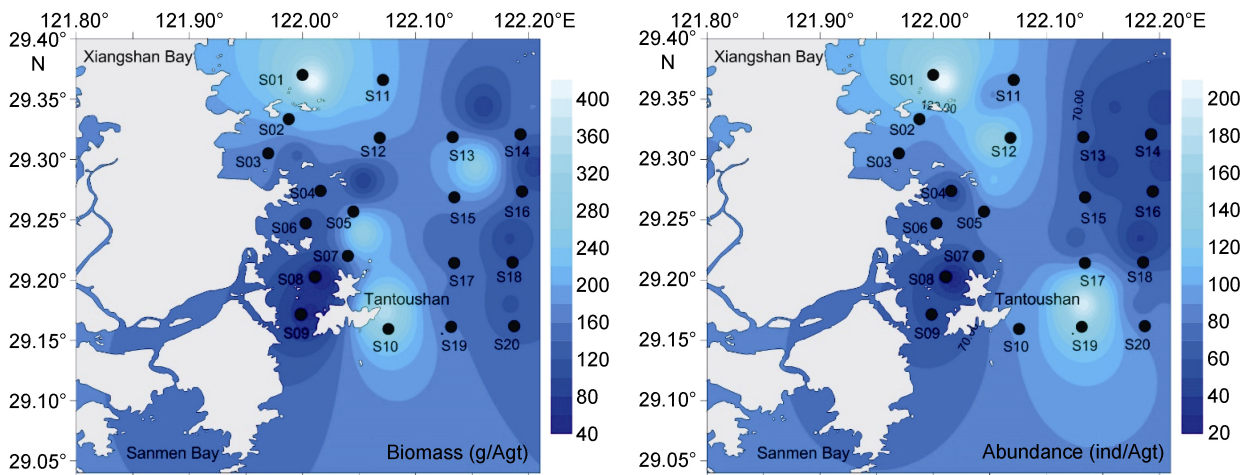 121.80° 121.90° 122.00° 122.10° 122.20°E
29.40°
N
29.35°
29.30°
29.25°
29.20°
29.15°
29.10°
29.05°
Xiangshan Bay
S01
S11
S02
S12
S13
S14
S03
S04
S15
S16
S05
S06
S07
S08
S17
S18
Tantoushan
S09
S10
S19
S20
Sanmen Bay
Biomass (g/Agt)
400
360
320
280
240
200
160
120
80
40
121.80° 121.90° 122.00° 122.10° 122.20°E
29.40°
N
29.35°
29.30°
29.25°
29.20°
29.15°
29.10°
29.05°
Xiangshan Bay
S01
S11
70.00
S02
S12
S13
S14
S03
S04
S15
S16
S05
S06
S07
S08
S17
S18
Tantoushan
S09
S10
S19
S20
Sanmen Bay
Abundance (ind/Agt)
200
180
160
140
120
100
80
60
40
20